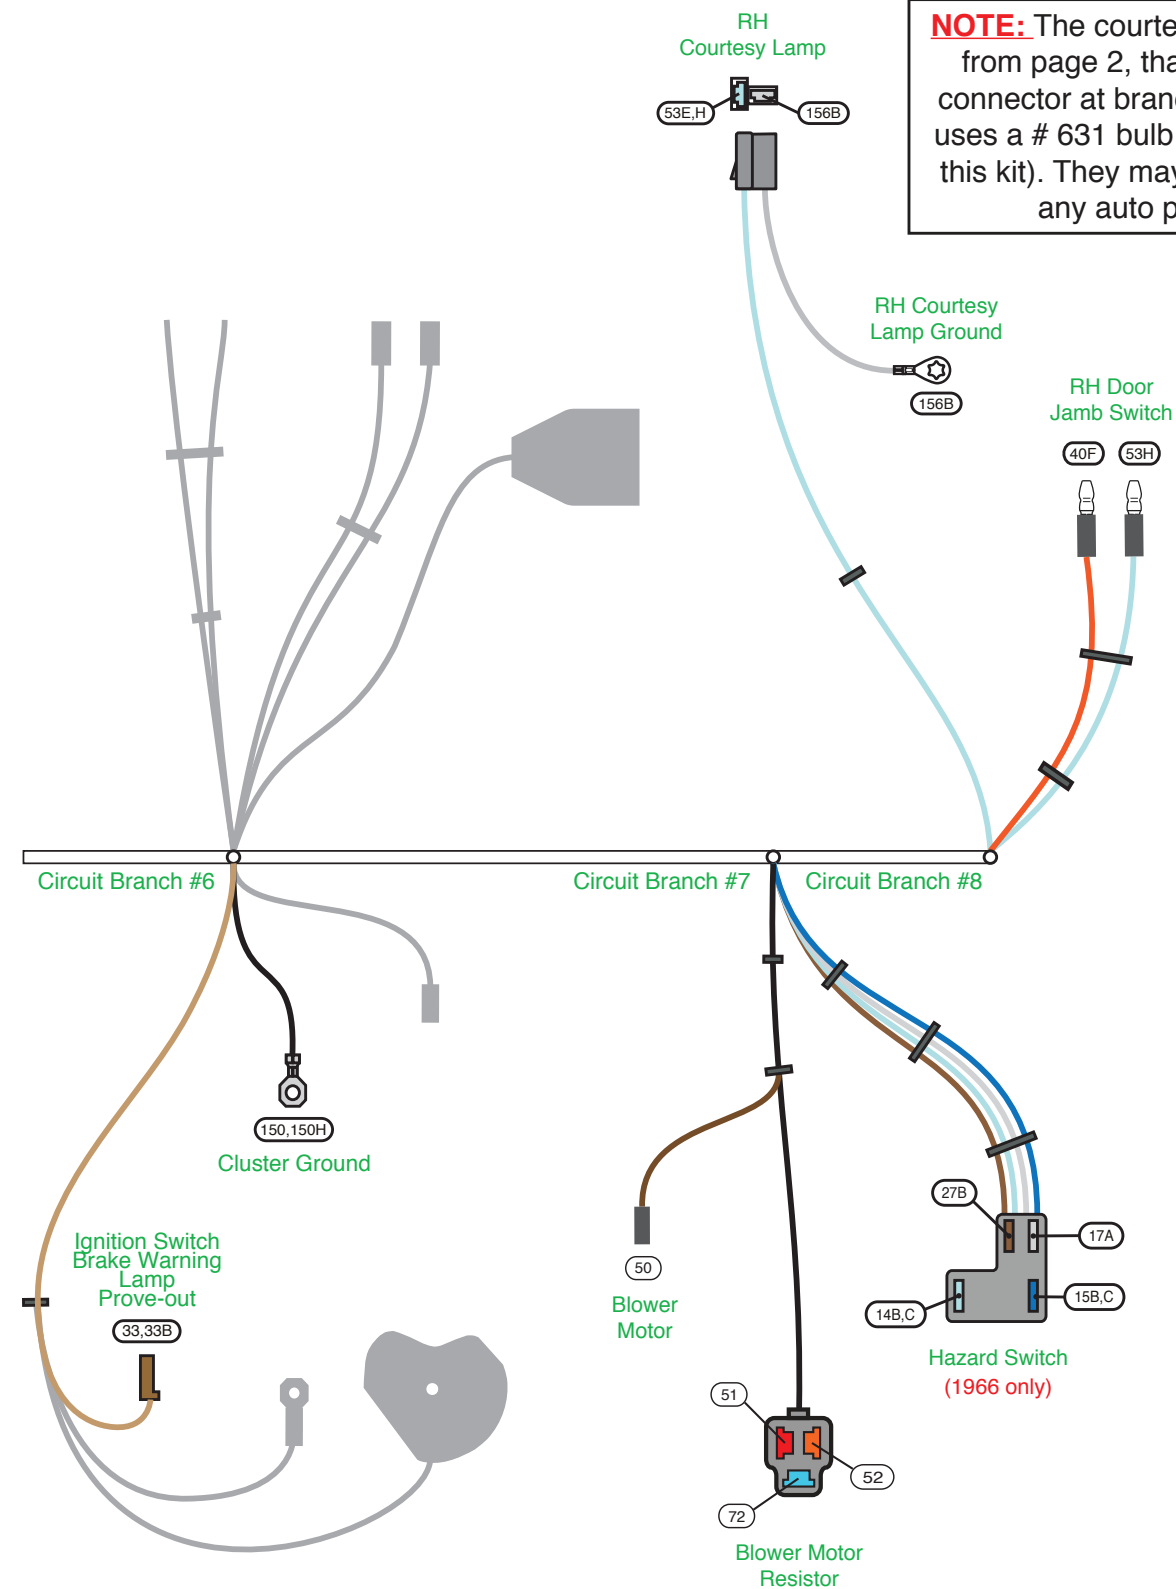 RH
Courtesy Lamp
53E,H
156B
NOTE: The courte
from page 2, tha
connector at bran
uses a # 631 bulb
this kit). They may
any auto p
RH Courtesy
Lamp Ground
156B
RH Door
Jamb Switch
40F
53H
Circuit Branch #6
Circuit Branch #7
Circuit Branch #8
150,150H
Cluster Ground
Ignition Switch
Brake Warning
Lamp
Prove-out
33,33B
50
Blower
Motor
27B
17A
14B,C
15B,C
Hazard Switch
(1966 only)
51
52
72
Blower Motor
Resistor